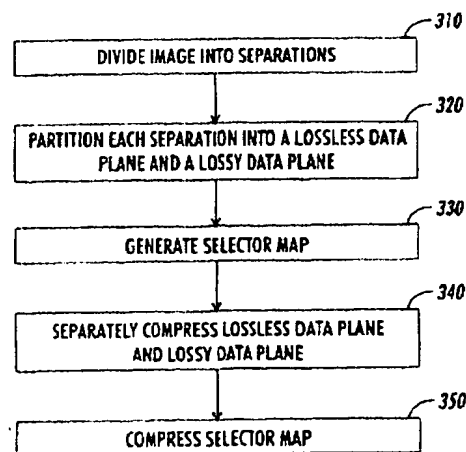 310
DIVIDE IMAGE INTO SEPARATIONS
320
PARTITION EACH SEPARATION INTO A LOSSLESS DATA
PLANE AND A LOSSY DATA PLANE
330
GENERATE SELECTOR MAP
340
SEPARATELY COMPRESS LOSSLESS DATA PLANE
AND LOSSY DATA PLANE
350
COMPRESS SELECTOR MAP